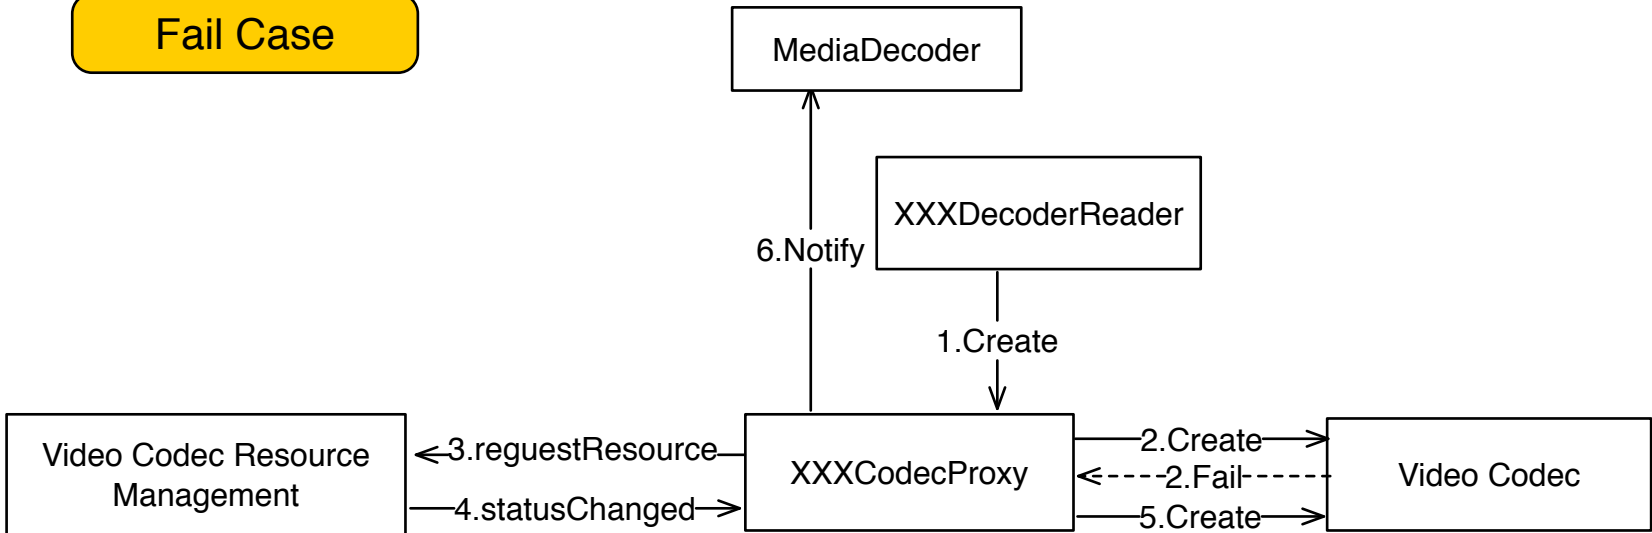 Fail Case
MediaDecoder
XXXDecoderReader
6.Notify
1.Create
Video Codec Resource
Management
3.reguestResource
4.statusChanged
XXXCodecProxy
2.Create
2.Fail
5.Create
Video Codec